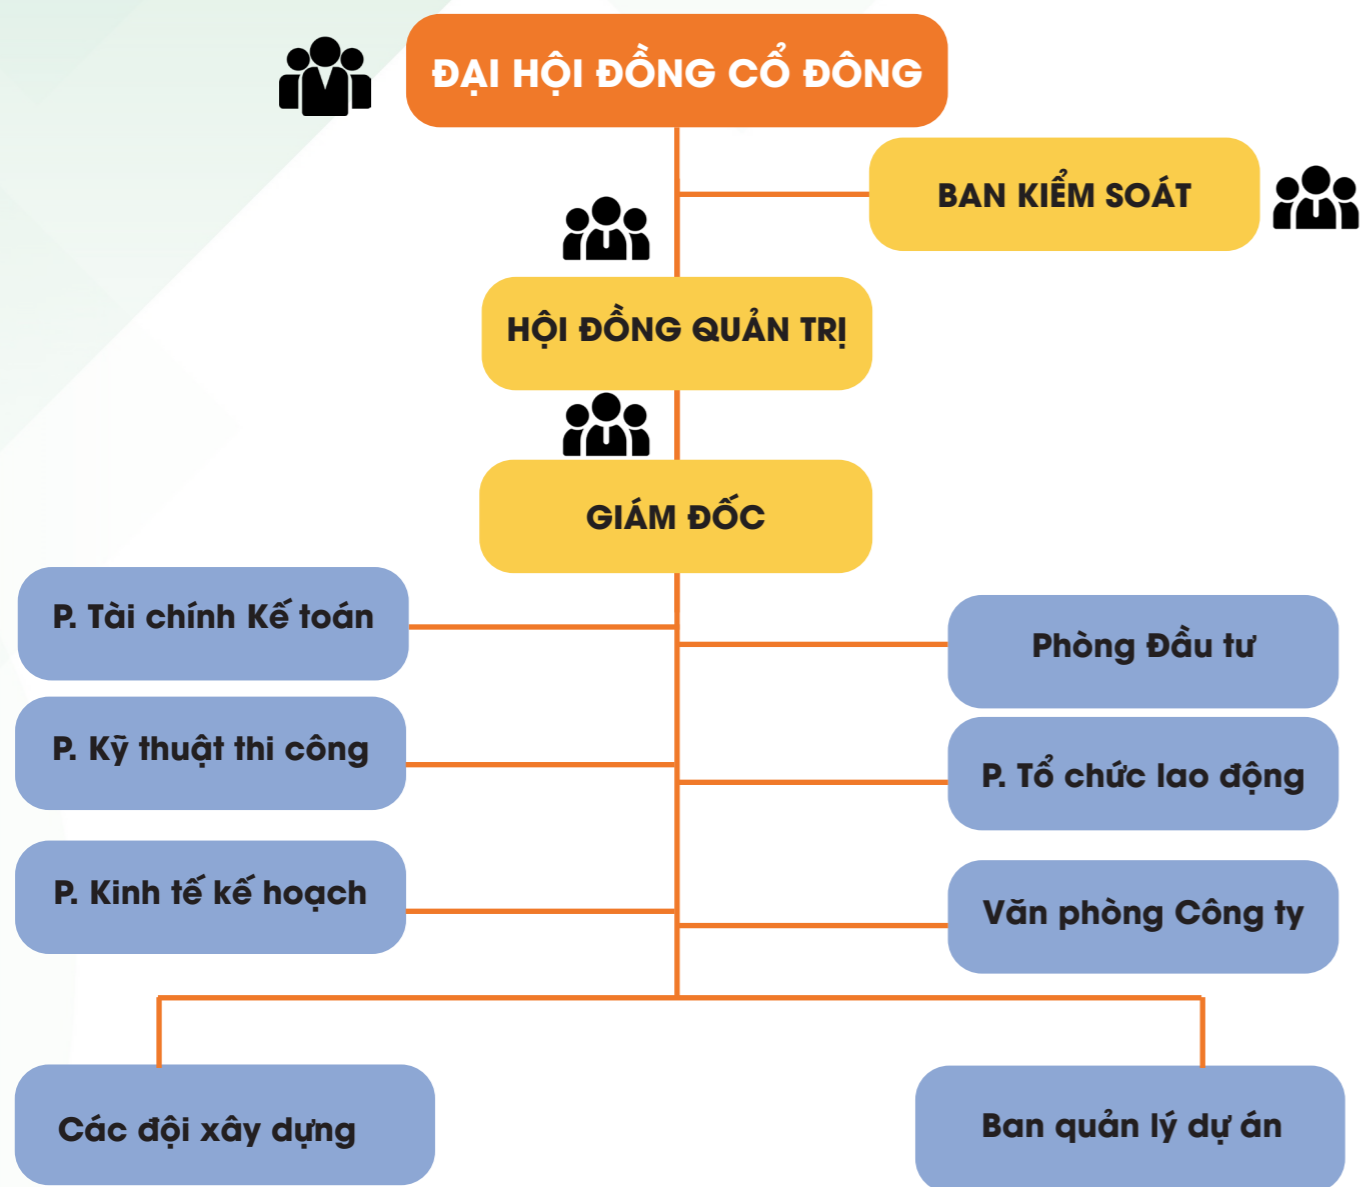 ĐẠI HỘI ĐỒNG CỔ ĐÔNG
BAN KIỂM SOÁT
HỘI ĐỒNG QUẢN TRỊ
GIÁM ĐỐC
P. Tài chính Kế toán
Phòng Đầu tư
P. Kỹ thuật thi công
P. Tổ chức lao động
P. Kinh tế kế hoạch
Văn phòng Công ty
Các đội xây dựng
Ban quản lý dự án